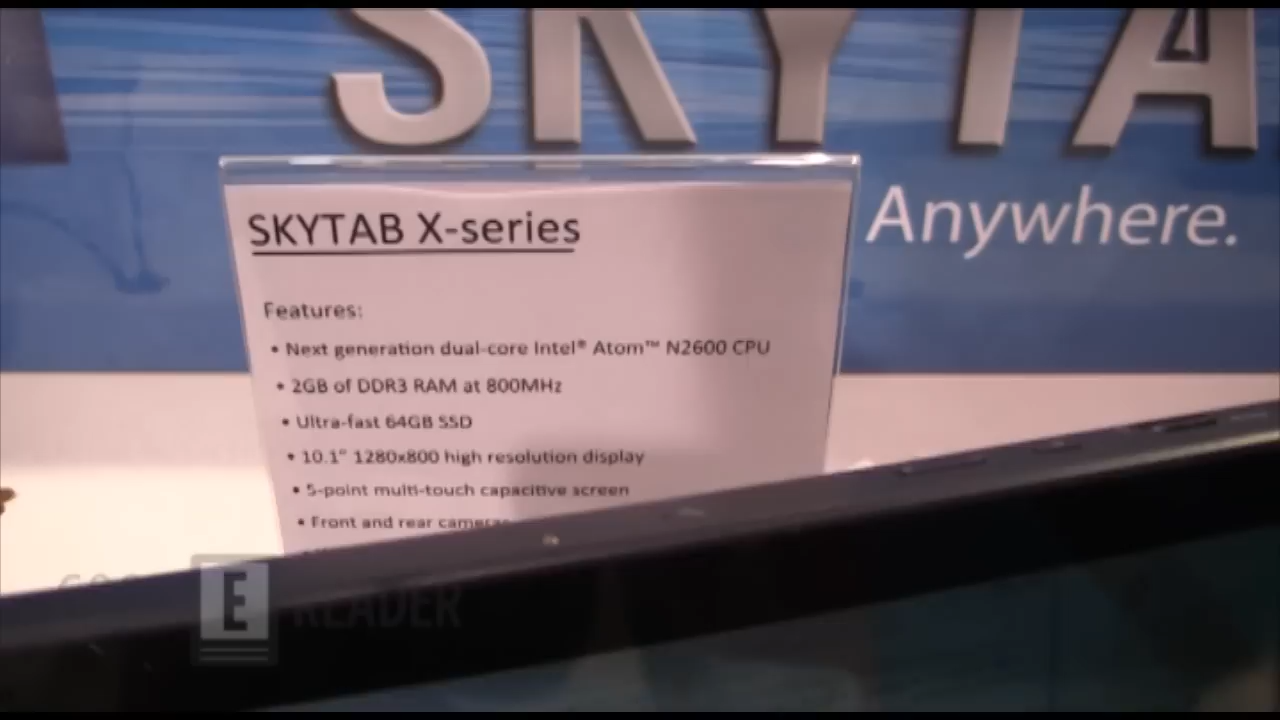 SKYTA
Anywhere.
SKYTAB X-series
Features:
• Next generation dual-core Intel® Atom™ N2600 CPU
• 2GB of DDR3 RAM at 800MHz
• Ultra-fast 64GB SSD
• 10.1" 1280x800 high resolution display
• 5-point multi-touch capacitive screen
• Front and rear cameras
E
READER